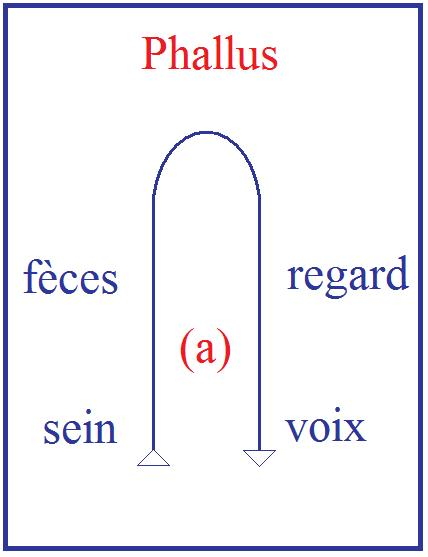 Phallus
fèces
regard
(a)
sein
voix